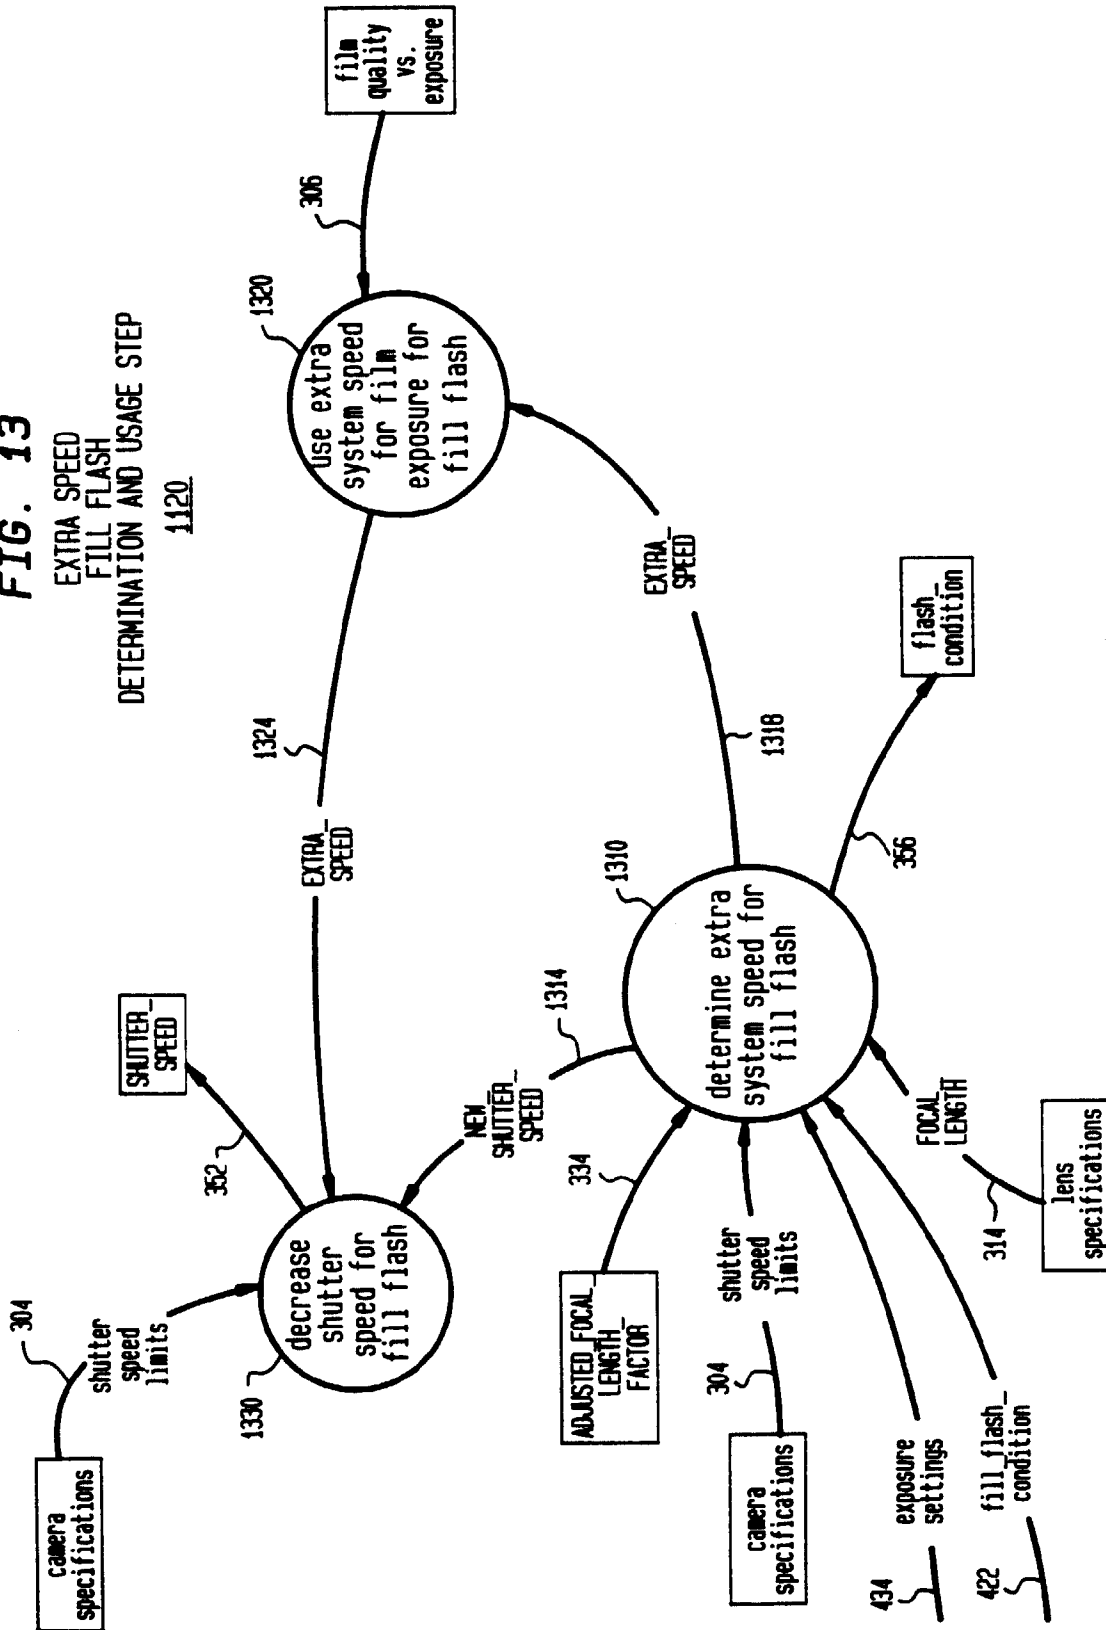 FIG. 13
EXTRA SPEED
FILL FLASH
DETERMINATION AND USAGE STEP
1120
304
camera
specifications
shutter
speed
limits
1330
decrease
shutter
speed for
fill flash
352
SHUTTER_
SPEED
EXTRA_
SPEED
1324
1320
use extra
system speed
for film
exposure for
fill flash
306
film
quality
vs.
exposure
NEW_
SHUTTER_
SPEED
1314
ADJUSTED_FOCAL_
LENGTH_
FACTOR
334
camera
specifications
304
shutter
speed
limits
1310
determine extra
system speed for
fill flash
1318
EXTRA_
SPEED
434
exposure
settings
422
fill_flash_
condition
lens
specifications
314
FOCAL_
LENGTH
356
flash_
condition